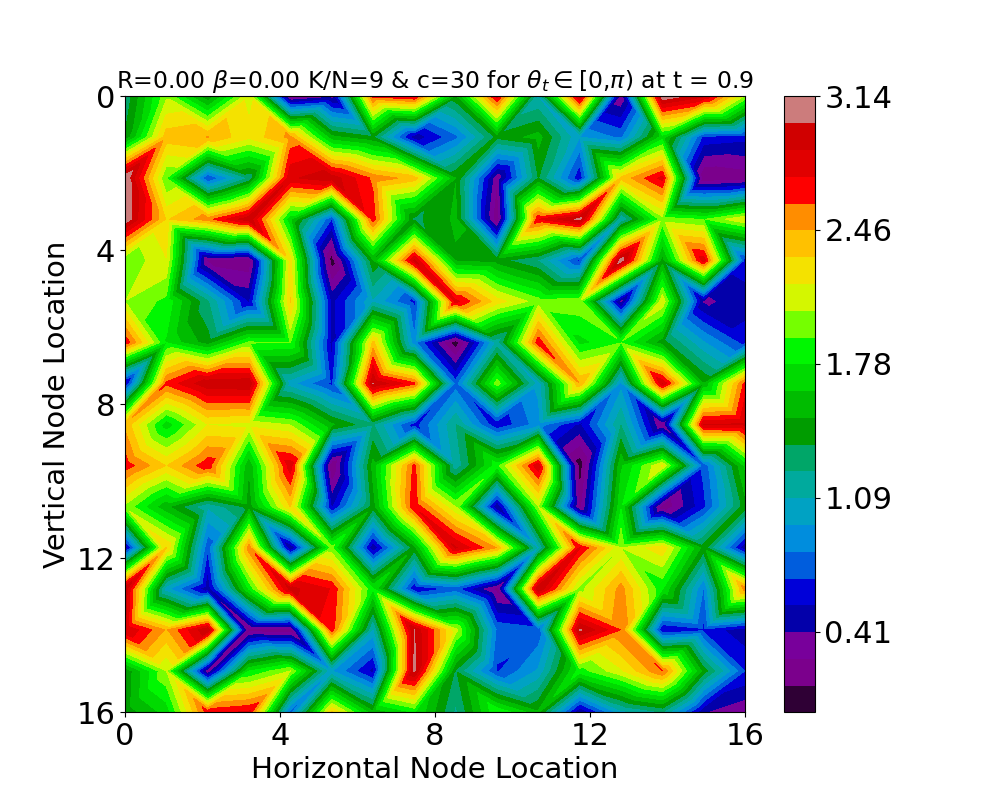 R=0.00 β=0.00 K/N=9 & c=30 for θₜ ∈ [0,π) at t = 0.9
0
4
8
12
16
0 4 8 12 16
Vertical Node Location
Horizontal Node Location
3.14
2.46
1.78
1.09
0.41